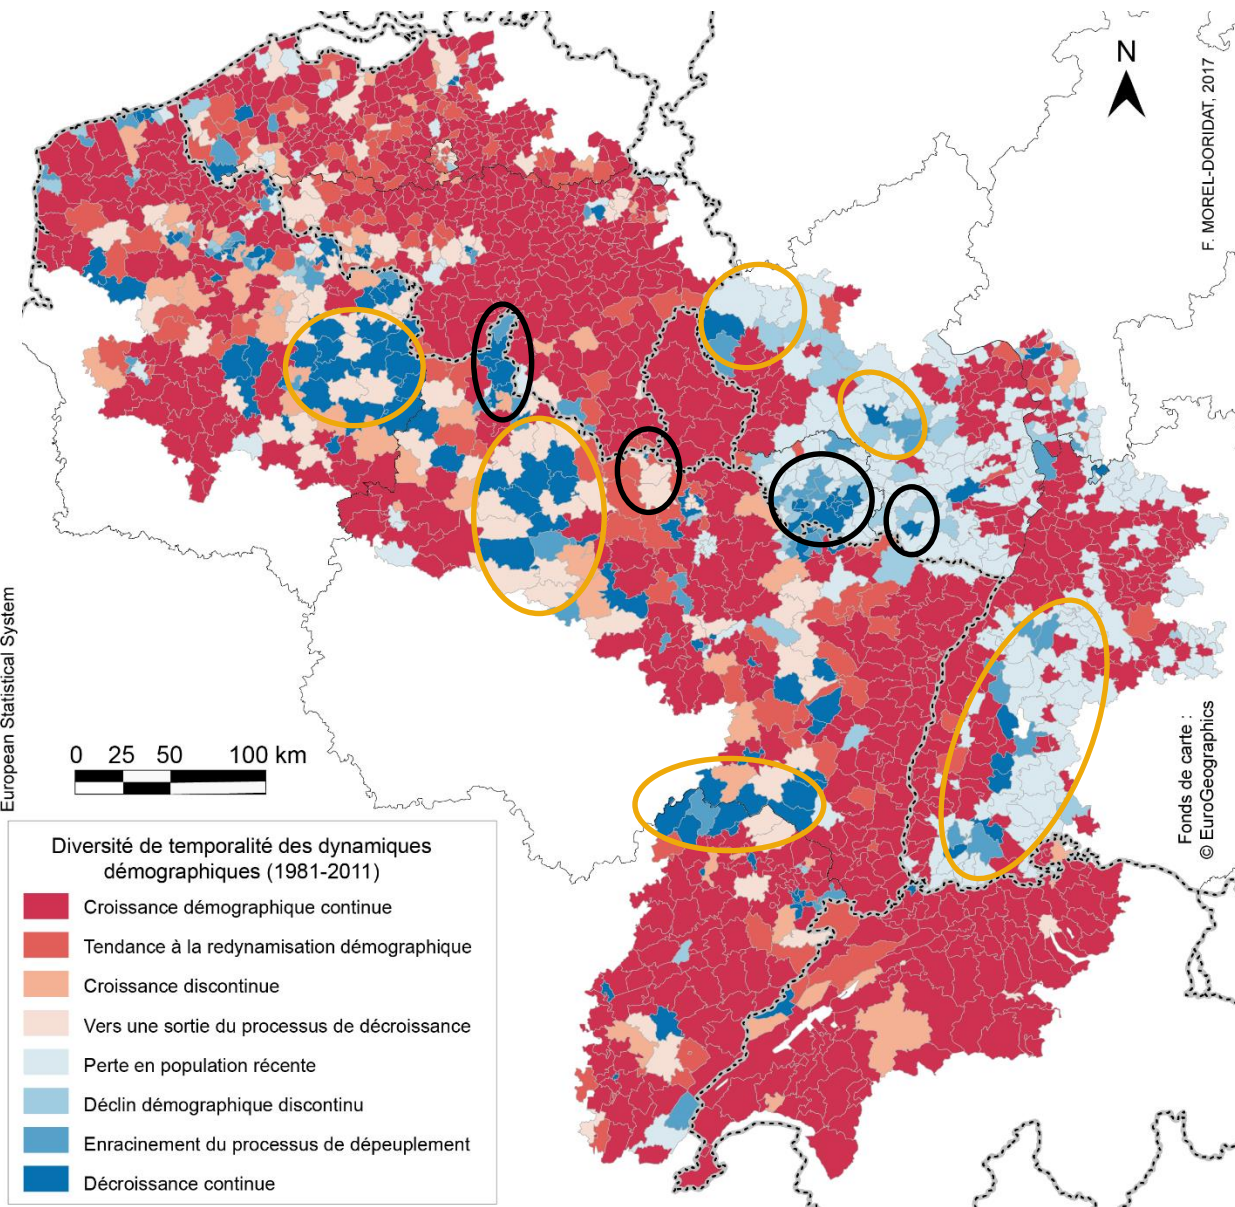 N
F. MOREL-DORIDAT, 2017
European Statistical System
0 25 50 100 km
Fonds de carte :
© EuroGeographics
Diversité de temporalité des dynamiques
démographiques (1981-2011)
Croissance démographique continue
Tendance à la redynamisation démographique
Croissance discontinue
Vers une sortie du processus de décroissance
Perte en population récente
Déclin démographique discontinu
Enracinement du processus de dépeuplement
Décroissance continue